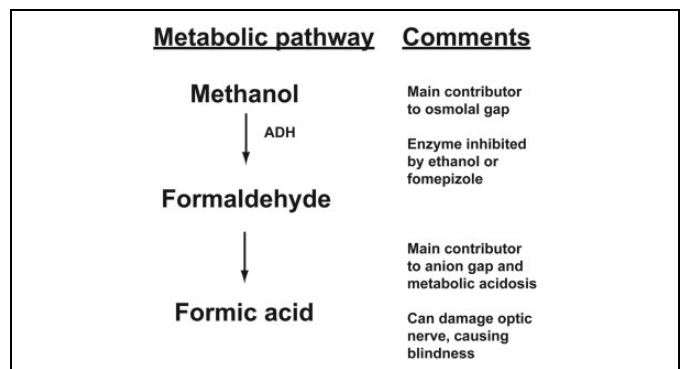 Metabolic pathway Comments
Methanol
Main contributor
to osmolal gap
ADH
Enzyme inhibited
by ethanol or
fomepizole
Formaldehyde
Main contributor
to anion gap and
metabolic acidosis
Formic acid
Can damage optic
nerve, causing
blindness